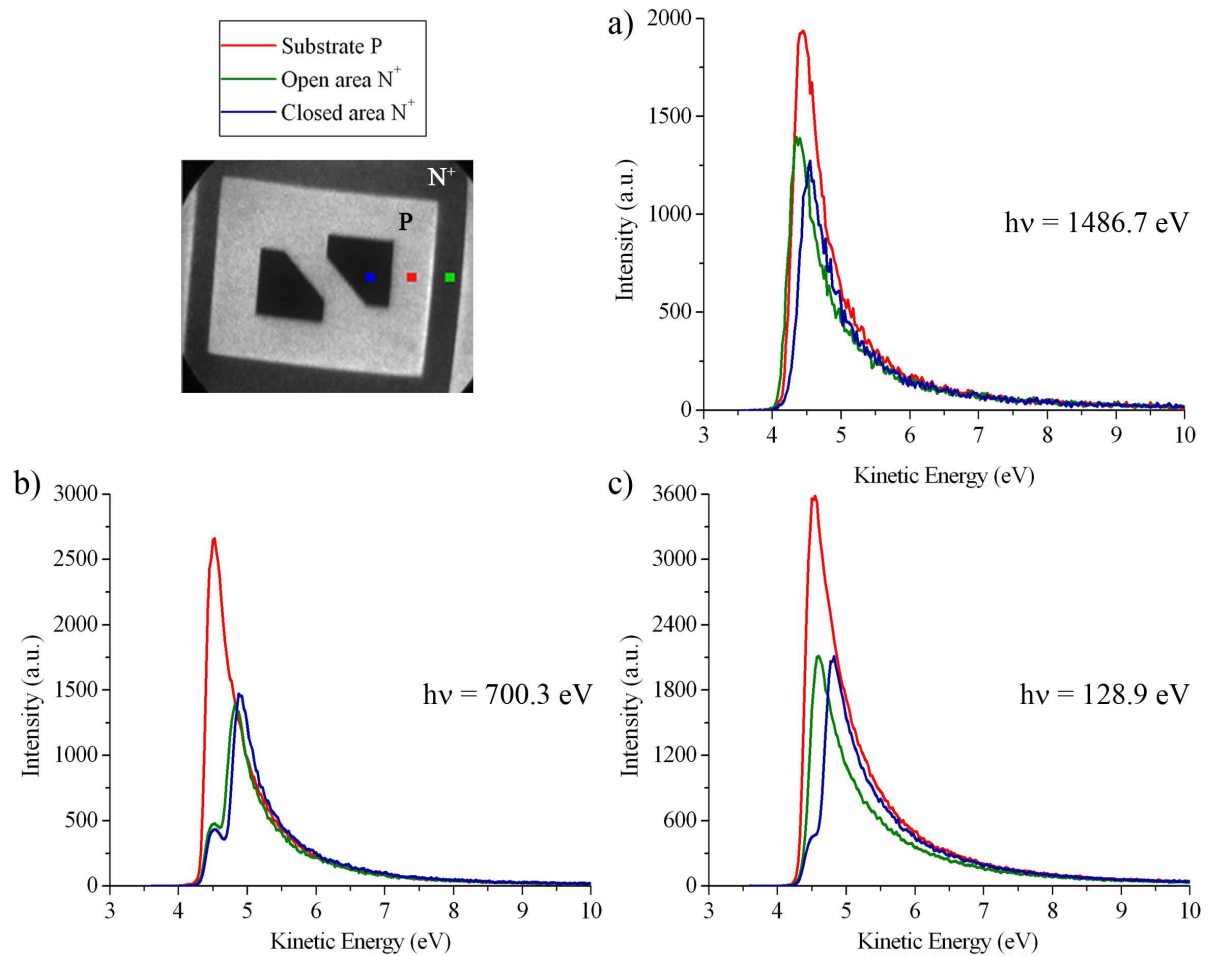 Substrate P
Open area N⁺
Closed area N⁺
N⁺
P
a)
2000
1500
1000
500
0
Intensity (a.u.)
hν = 1486.7 eV
3 4 5 6 7 8 9 10
Kinetic Energy (eV)
b)
3000
2500
2000
1500
1000
500
0
Intensity (a.u.)
hν = 700.3 eV
3 4 5 6 7 8 9 10
Kinetic Energy (eV)
c)
3600
3000
2400
1800
1200
600
0
Intensity (a.u.)
hν = 128.9 eV
3 4 5 6 7 8 9 10
Kinetic Energy (eV)